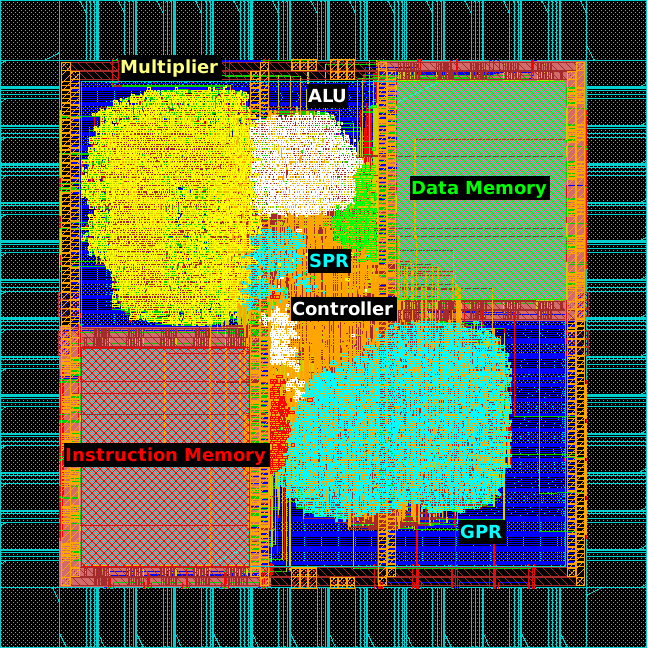 Multiplier
ALU
Data Memory
SPR
Controller
Instruction Memory
GPR